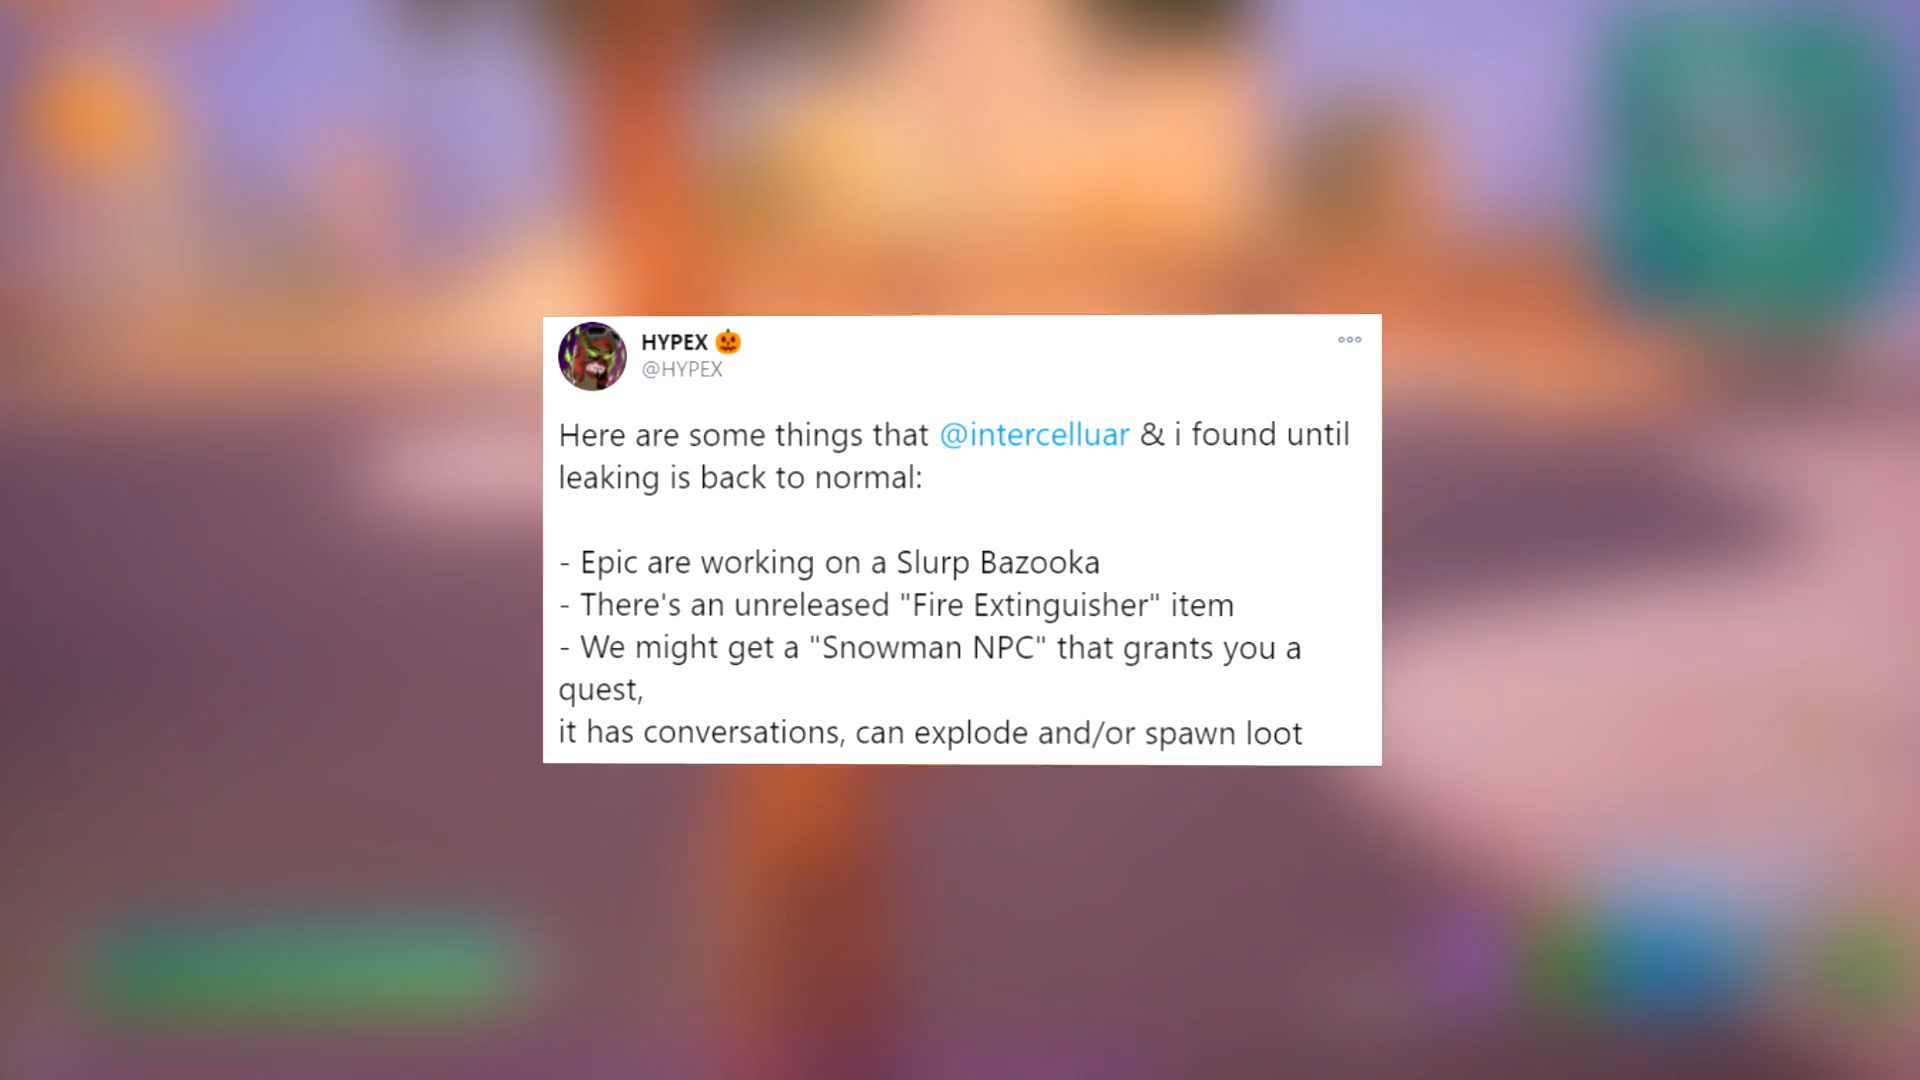 HYPEX 🎃
@HYPEX
Here are some things that @intercelluar & i found until
leaking is back to normal:
- Epic are working on a Slurp Bazooka
- There's an unreleased "Fire Extinguisher" item
- We might get a "Snowman NPC" that grants you a
quest,
it has conversations, can explode and/or spawn loot